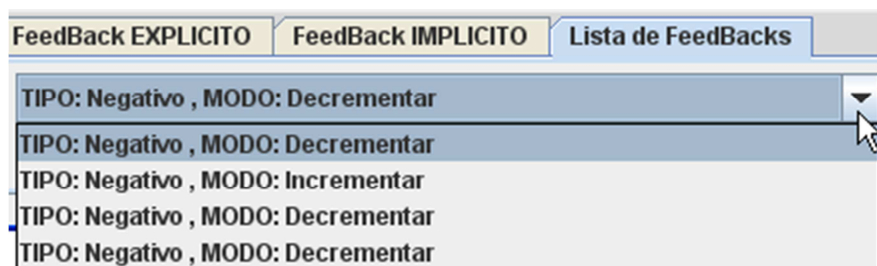 FeedBack EXPLICITO FeedBack IMPLICITO Lista de FeedBacks
TIPO: Negativo , MODO: Decrementar
TIPO: Negativo , MODO: Decrementar
TIPO: Negativo , MODO: Incrementar
TIPO: Negativo , MODO: Decrementar
TIPO: Negativo , MODO: Decrementar